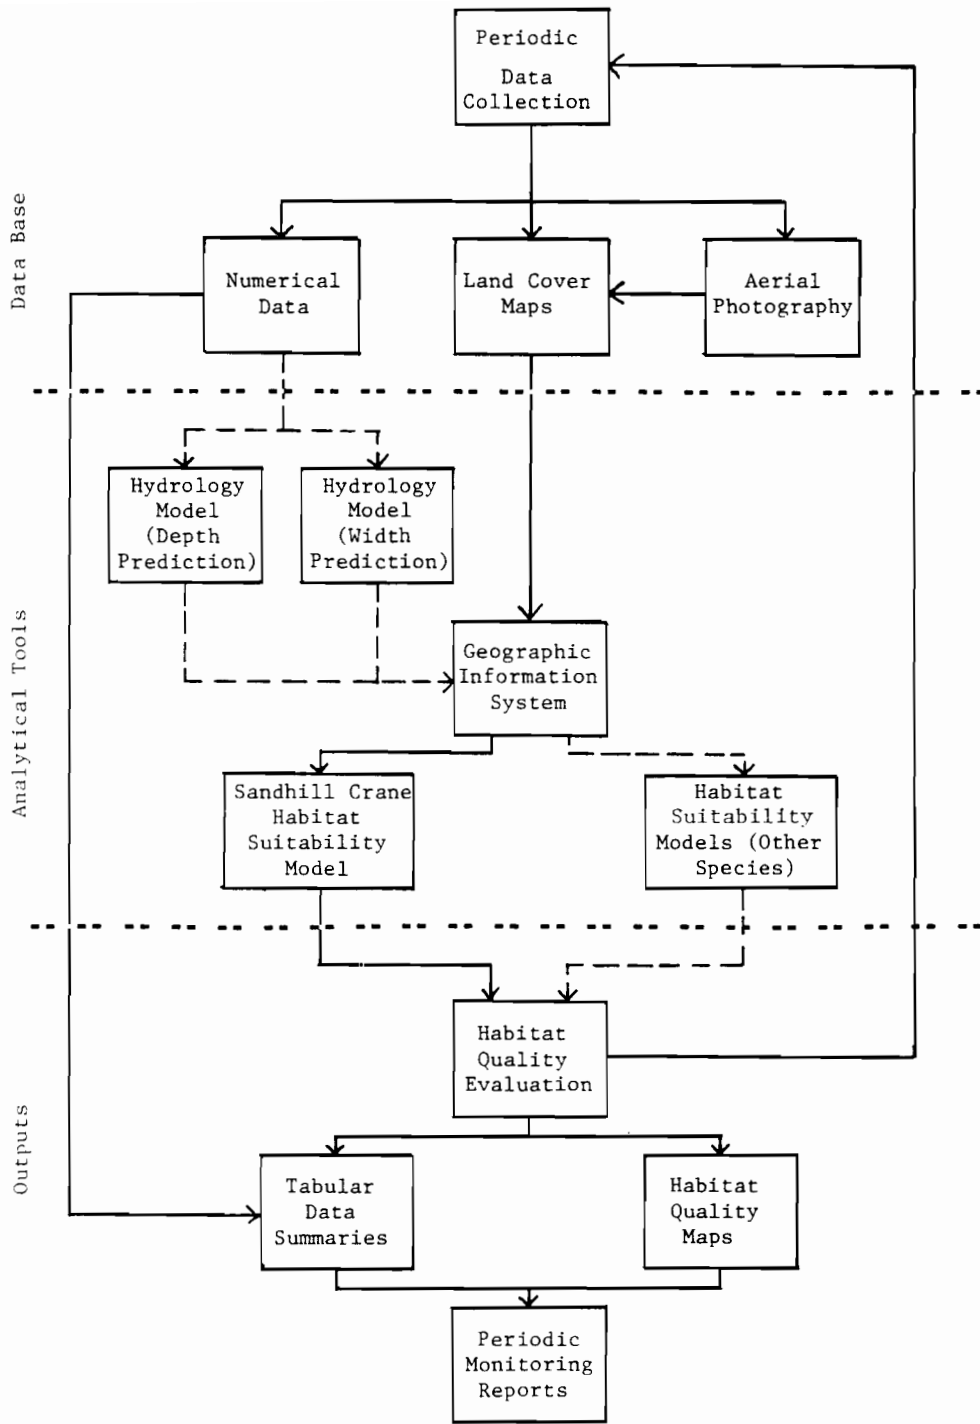 Periodic
Data
Collection
Data Base
Numerical
Data
Land Cover
Maps
Aerial
Photography
Analytical Tools
Hydrology
Model
(Depth
Prediction)
Hydrology
Model
(Width
Prediction)
Geographic
Information
System
Sandhill Crane
Habitat
Suitability
Model
Habitat
Suitability
Models (Other
Species)
Outputs
Habitat
Quality
Evaluation
Tabular
Data
Summaries
Habitat
Quality
Maps
Periodic
Monitoring
Reports